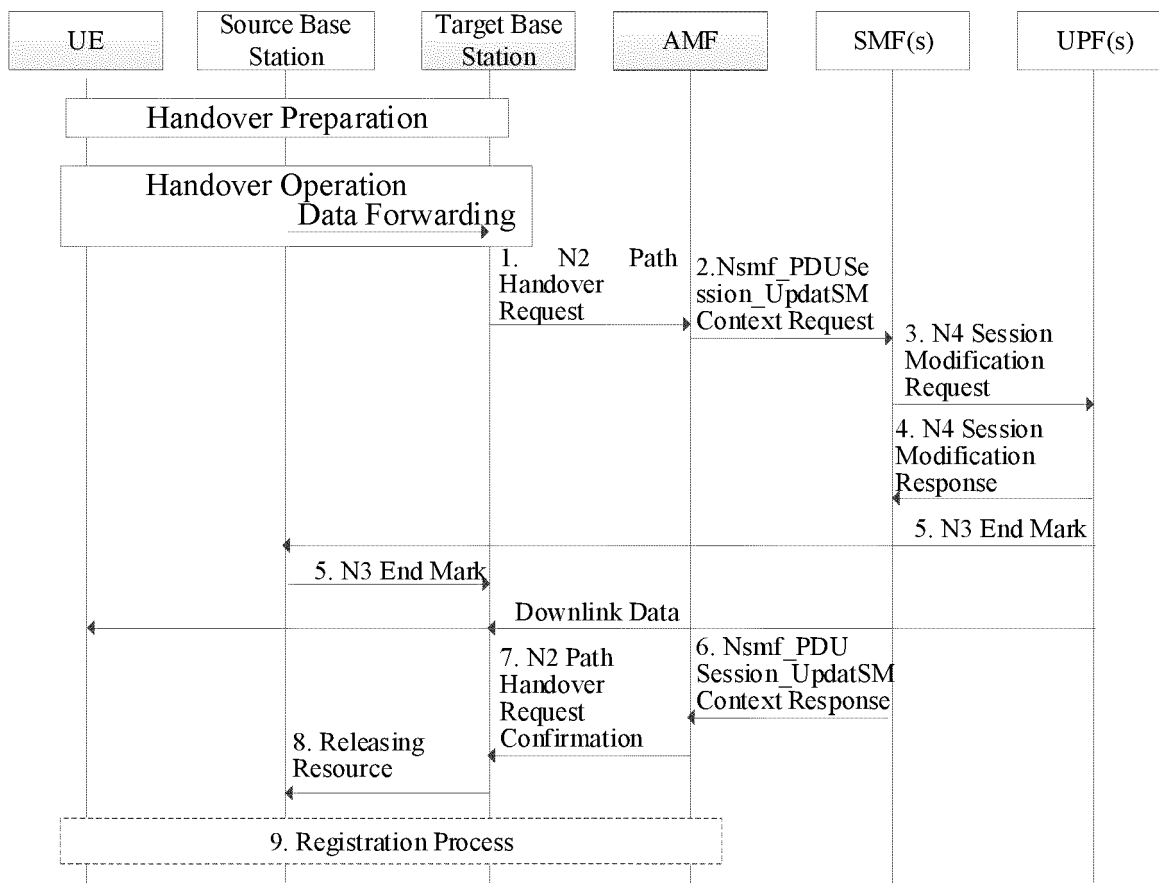 UE
Source Base
Station
Target Base
Station
AMF
SMF(s)
UPF(s)
Handover Preparation
Handover Operation
Data Forwarding
1. N2 Path
Handover
Request
2.Nsmf_PDUSe
ssion_UpdatSM
Context Request
3. N4 Session
Modification
Request
4. N4 Session
Modification
Response
5. N3 End Mark
5. N3 End Mark
Downlink Data
6. Nsmf_PDU
Session_UpdatSM
Context Response
7. N2 Path
Handover
Request
Confirmation
8. Releasing
Resource
9. Registration Process